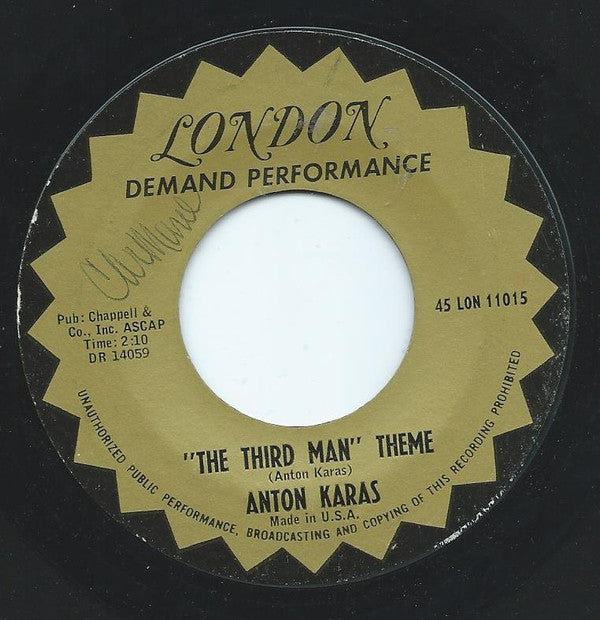 LONDON
DEMAND PERFORMANCE
Pub: Chappell &
Co., Inc. ASCAP
Time: 2:10
DR 14059
45 LON 11015
"THE THIRD MAN" THEME
(Anton Karas)
ANTON KARAS
Made in U.S.A.
UNAUTHORIZED PUBLIC PERFORMANCE, BROADCASTING AND COPYING OF THIS RECORDING PROHIBITED